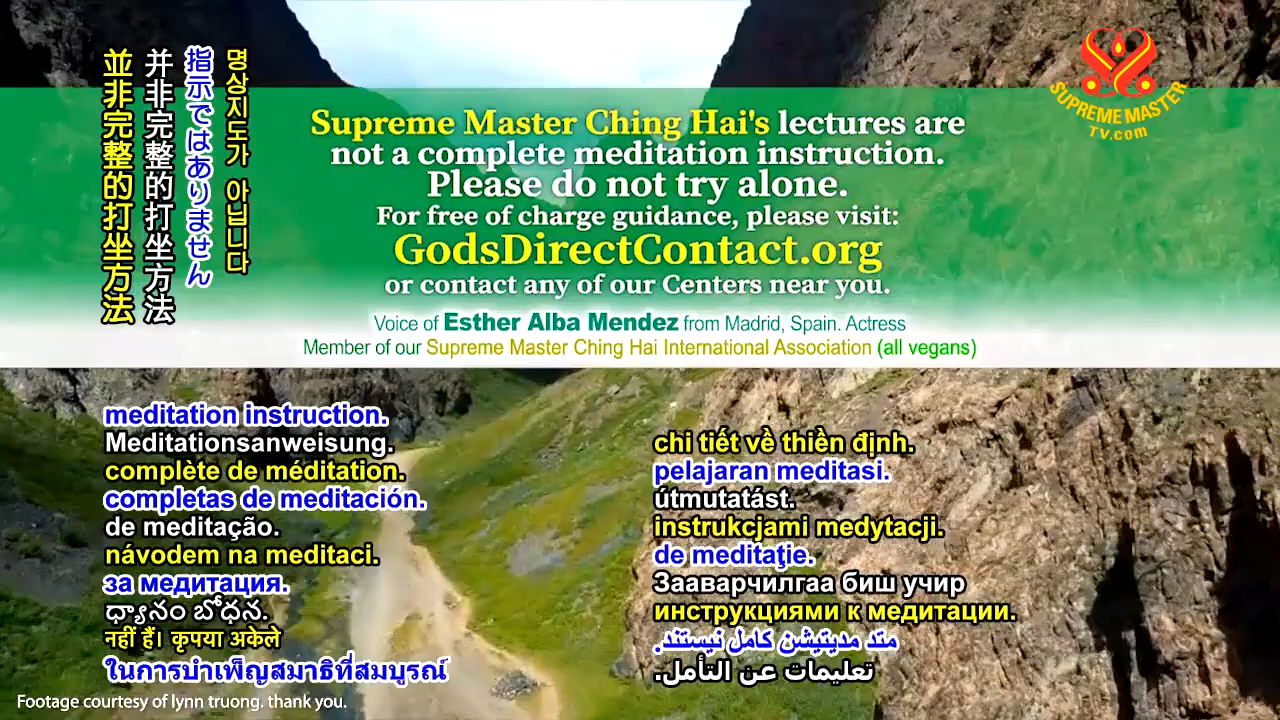 並非完整的打坐方法
并非完整的打坐方法
指示ではありません
명상지도가 아닙니다
SUPREME MASTER
TV.com
Supreme Master Ching Hai's lectures are
not a complete meditation instruction.
Please do not try alone.
For free of charge guidance, please visit:
GodsDirectContact.org
or contact any of our Centers near you.
Voice of Esther Alba Mendez from Madrid, Spain. Actress
Member of our Supreme Master Ching Hai International Association (all vegans)
meditation instruction.
Meditationsanweisung.
complète de méditation.
completas de meditación.
de meditação.
návodem na meditaci.
за медитация.
ధ్యానం బోధన.
नहीं हैं। कृपया अकेले
ในการบำเพ็ญสมาธิที่สมบูรณ์
chi tiết về thiền định.
pelajaran meditasi.
útmutatást.
instrukcjami medytacji.
de meditaţie.
Зааварчилгаа биш учир
инструкциями к медитации.
متد مدیتیشن کامل نیستند.
تعليمات عن التأمل.
Footage courtesy of lynn truong. thank you.